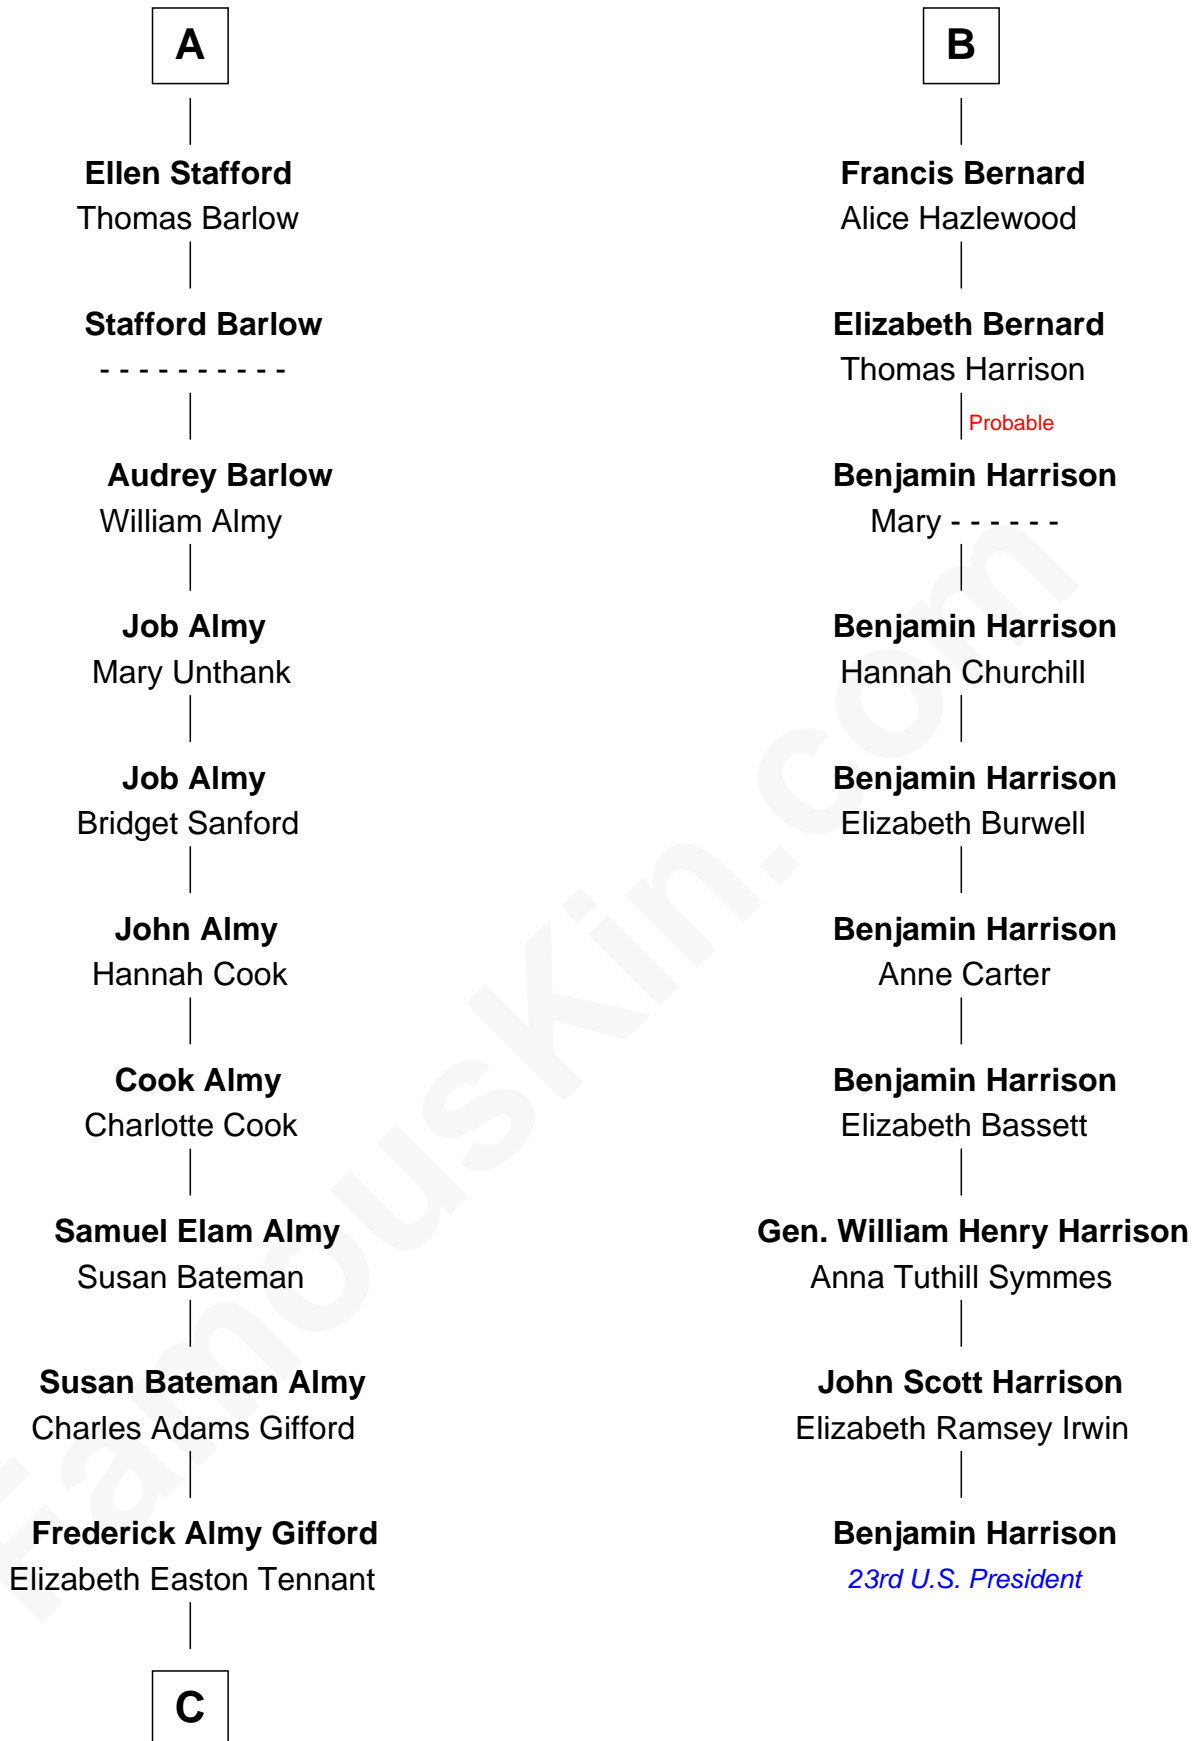 A
Ellen Stafford
Thomas Barlow
Stafford Barlow
- - - - - - - - - -
Audrey Barlow
William Almy
Job Almy
Mary Unthank
Job Almy
Bridget Sanford
John Almy
Hannah Cook
Cook Almy
Charlotte Cook
Samuel Elam Almy
Susan Bateman
Susan Bateman Almy
Charles Adams Gifford
Frederick Almy Gifford
Elizabeth Easton Tennant
C
B
Francis Bernard
Alice Hazlewood
Elizabeth Bernard
Thomas Harrison
Probable
Benjamin Harrison
Mary - - - - - -
Benjamin Harrison
Hannah Churchill
Benjamin Harrison
Elizabeth Burwell
Benjamin Harrison
Anne Carter
Benjamin Harrison
Elizabeth Bassett
Gen. William Henry Harrison
Anna Tuthill Symmes
John Scott Harrison
Elizabeth Ramsey Irwin
Benjamin Harrison
23rd U.S. President
FamousKin.com